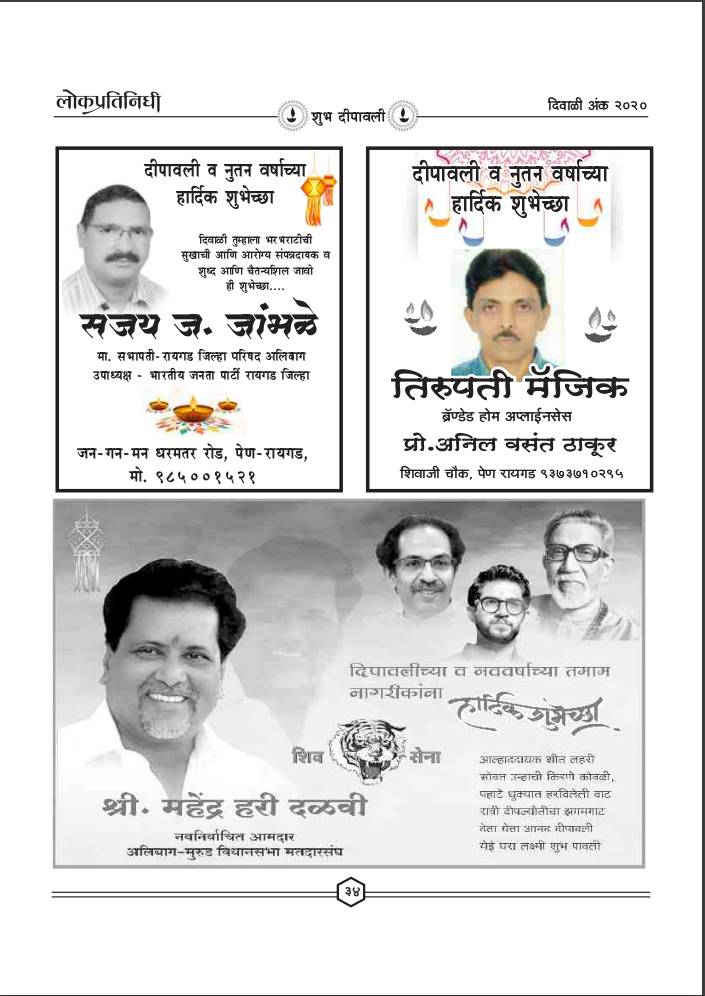 लोकप्रतिनिधी
शुभ दीपावली
दिवाळी अंक २०२०
दीपावली व नुतन वर्षाच्या
हार्दिक शुभेच्छा
दिवाळी तुम्हाला भरभराटीची
सुखाची आणि आरोग्य संपन्नदायक व
शुध्द आणि चैतन्यशिल जावो
ही शुभेच्छा....
संजय ज. जांभळे
मा. सभापती-रायगड जिल्हा परिषद अलिबाग
उपाध्यक्ष - भारतीय जनता पार्टी रायगड जिल्हा
जन-गन-मन धरमतर रोड, पेण-रायगड,
मो. ९८५०००१५२१
दीपावली व नुतन वर्षाच्या
हार्दिक शुभेच्छा
तिरुपती मॅजिक
ब्रॅण्डेड होम अप्लाईनसेस
प्रो.अनिल वसंत ठाकूर
शिवाजी चौक, पेण रायगड ९३७३७१०२९५
दिपावलीच्या व नववर्षाच्या तमाम
नागरीकांना
हार्दिक शुभेच्छा
शिव सेना
आल्हाददायक शीत लहरी
सोबत उन्हाची किरणे कोवळी,
पहाटे धुक्यात हरविलेली वाट
रात्री दीपज्योतींचा झगमगाट
देता घेता आनंद दीपावली
येई घरा लक्ष्मी शुभ पावली
श्री. महेंद्र हरी दळवी
नवनिर्वाचित आमदार
अलिबाग-मुरुड विधानसभा मतदारसंघ
३४